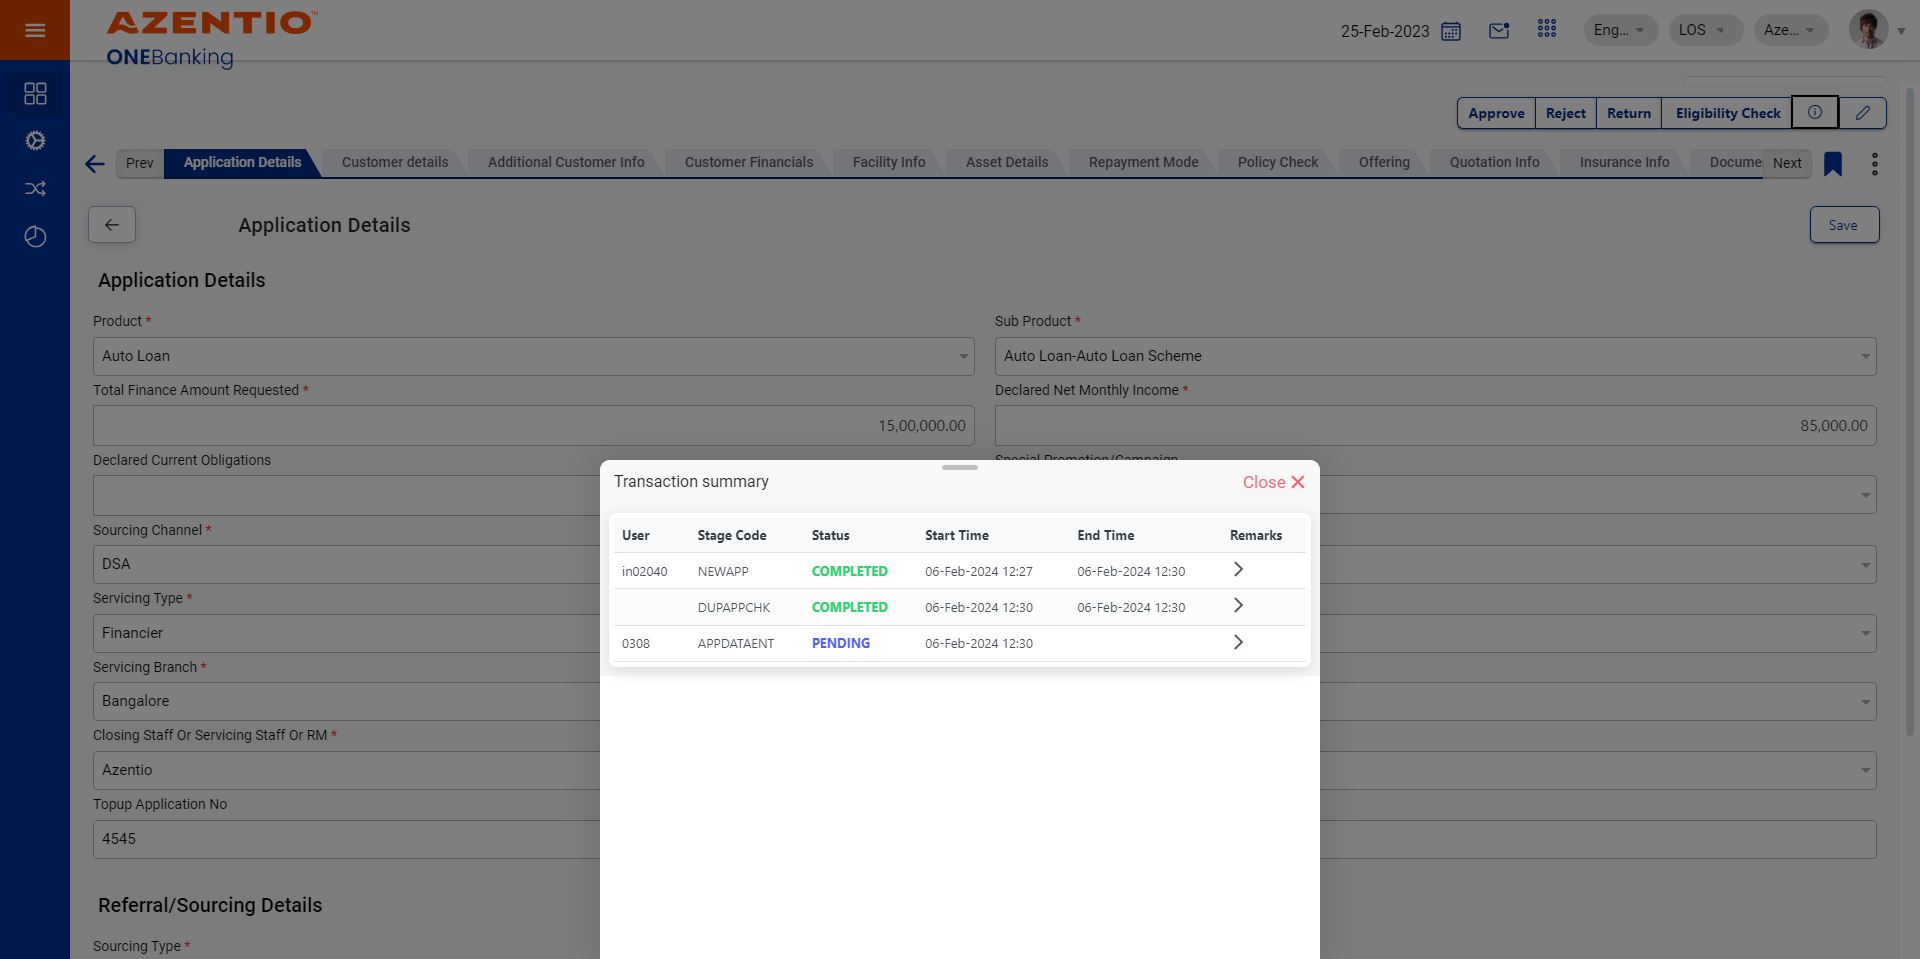 AZENTIO™
ONEBanking
25-Feb-2023
Eng...
LOS
Aze...
Approve
Reject
Return
Eligibility Check
Prev
Application Details
Customer details
Additional Customer Info
Customer Financials
Facility Info
Asset Details
Repayment Mode
Policy Check
Offering
Quotation Info
Insurance Info
Docume
Next
Application Details
Save
Application Details
Product *
Sub Product *
Auto Loan
Auto Loan-Auto Loan Scheme
Total Finance Amount Requested *
Declared Net Monthly Income *
15,00,000.00
85,000.00
Declared Current Obligations
Special Promotion/Campaign
Sourcing Channel *
DSA
Servicing Type *
Financier
Servicing Branch *
Bangalore
Closing Staff Or Servicing Staff Or RM *
Azentio
Topup Application No
4545
Referral/Sourcing Details
Sourcing Type *
Transaction summary
Close
User Stage Code Status Start Time End Time Remarks
in02040 NEWAPP COMPLETED 06-Feb-2024 12:27 06-Feb-2024 12:30
DUPAPPCHK COMPLETED 06-Feb-2024 12:30 06-Feb-2024 12:30
0308 APPDATAENT PENDING 06-Feb-2024 12:30